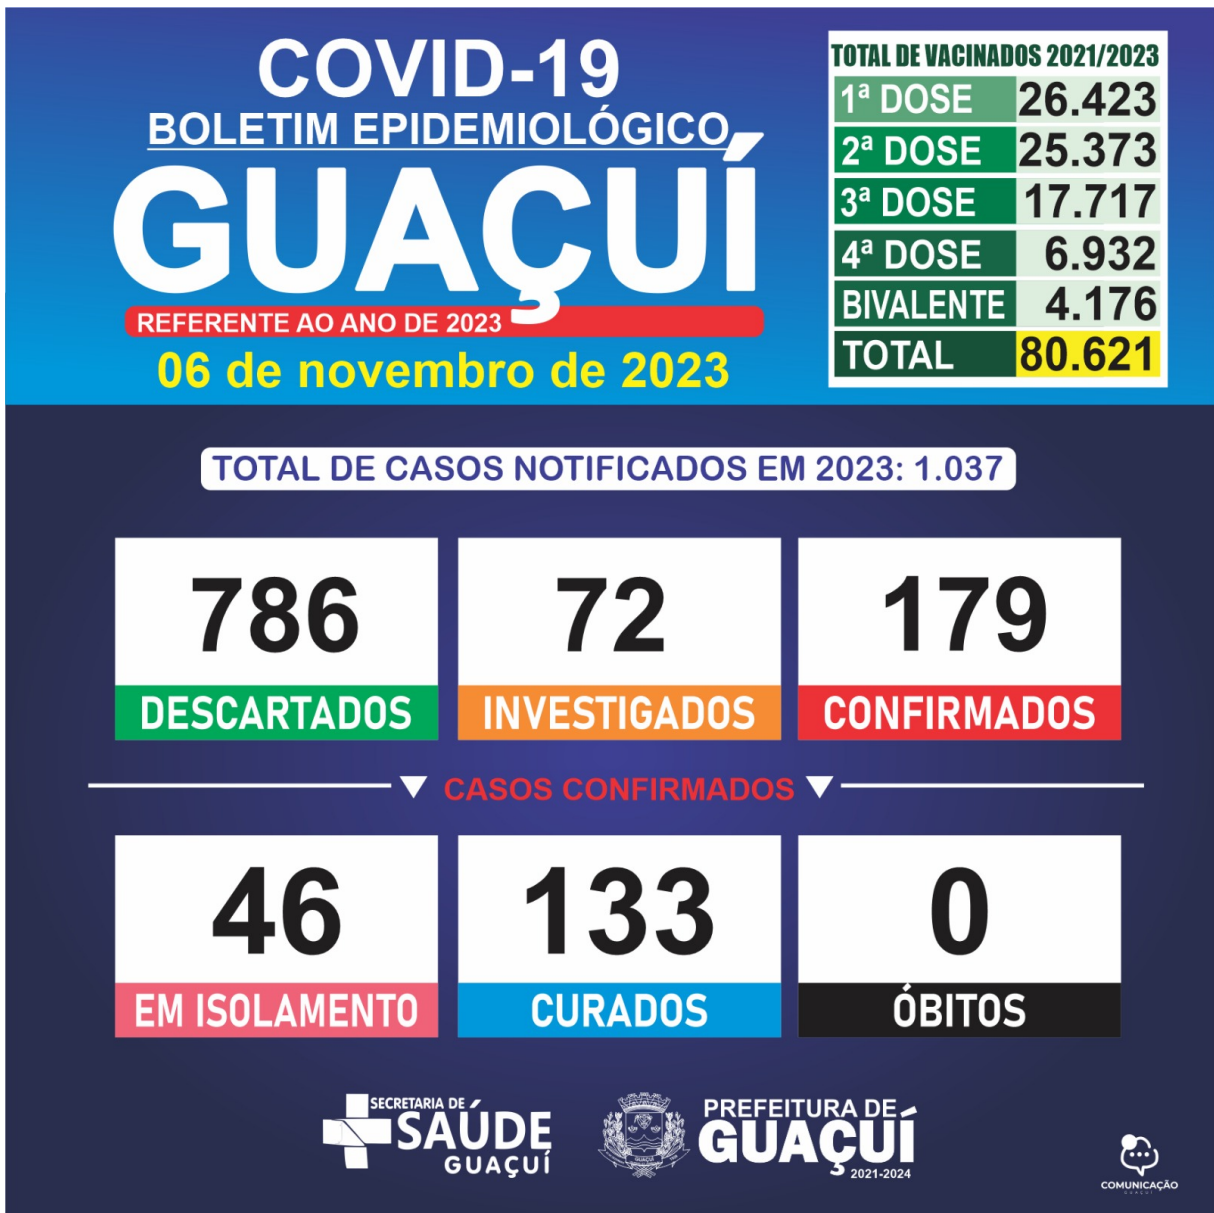 COVID-19
BOLETIM EPIDEMIOLÓGICO
GUAÇUÍ
REFERENTE AO ANO DE 2023
06 de novembro de 2023
TOTAL DE VACINADOS 2021/2023
1ª DOSE 26.423
2ª DOSE 25.373
3ª DOSE 17.717
4ª DOSE 6.932
BIVALENTE 4.176
TOTAL 80.621
TOTAL DE CASOS NOTIFICADOS EM 2023: 1.037
786 72 179
DESCARTADOS INVESTIGADOS CONFIRMADOS
CASOS CONFIRMADOS
46 133 0
EM ISOLAMENTO CURADOS ÓBITOS
SECRETARIA DE
SAÚDE
GUAÇUÍ
PREFEITURA DE
GUAÇUÍ
2021-2024
COMUNICAÇÃO
GUAÇUÍ